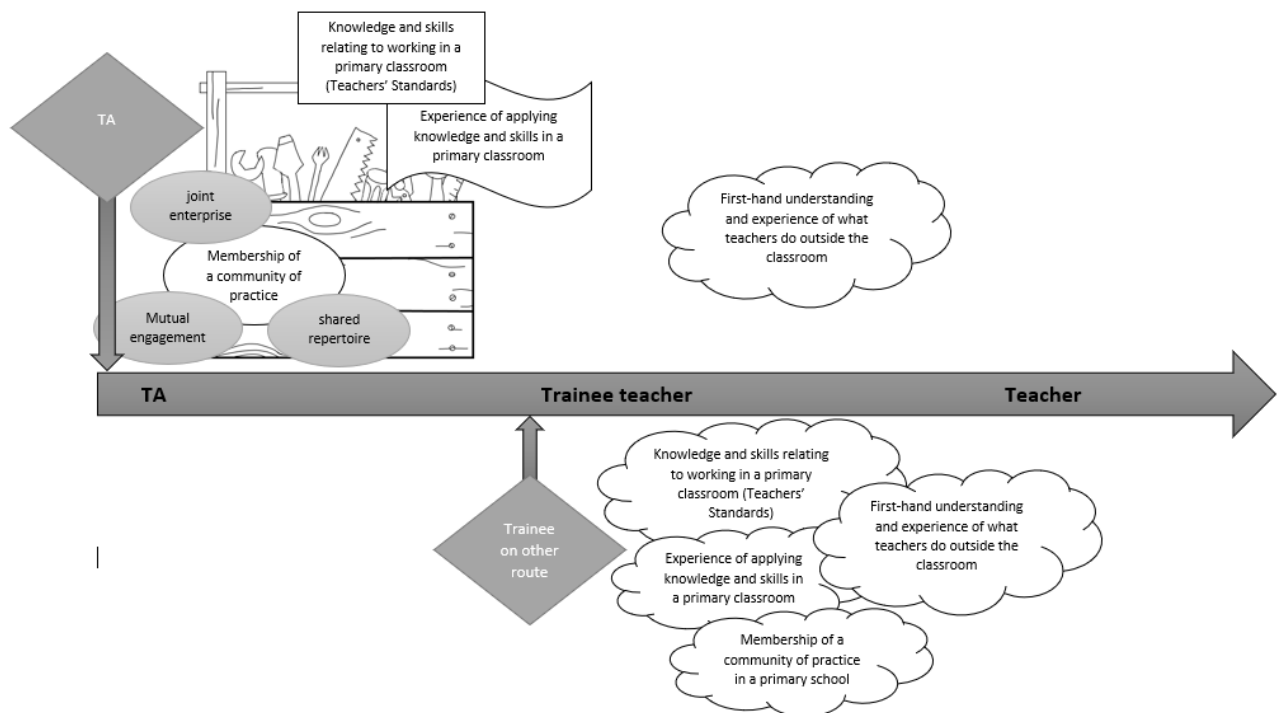 Knowledge and skills
relating to working in a
primary classroom
(Teachers' Standards)
TA
Experience of applying
knowledge and skills in a
primary classroom
joint
enterprise
Membership of
a community of
practice
Mutual
engagement
shared
repertoire
First-hand understanding
and experience of what
teachers do outside the
classroom
TA
Trainee teacher
Teacher
Trainee
on other
route
Knowledge and skills relating
to working in a primary
classroom (Teachers'
Standards)
First-hand understanding
and experience of what
teachers do outside the
classroom
Experience of applying
knowledge and skills in
a primary classroom
Membership of a
community of practice
in a primary school